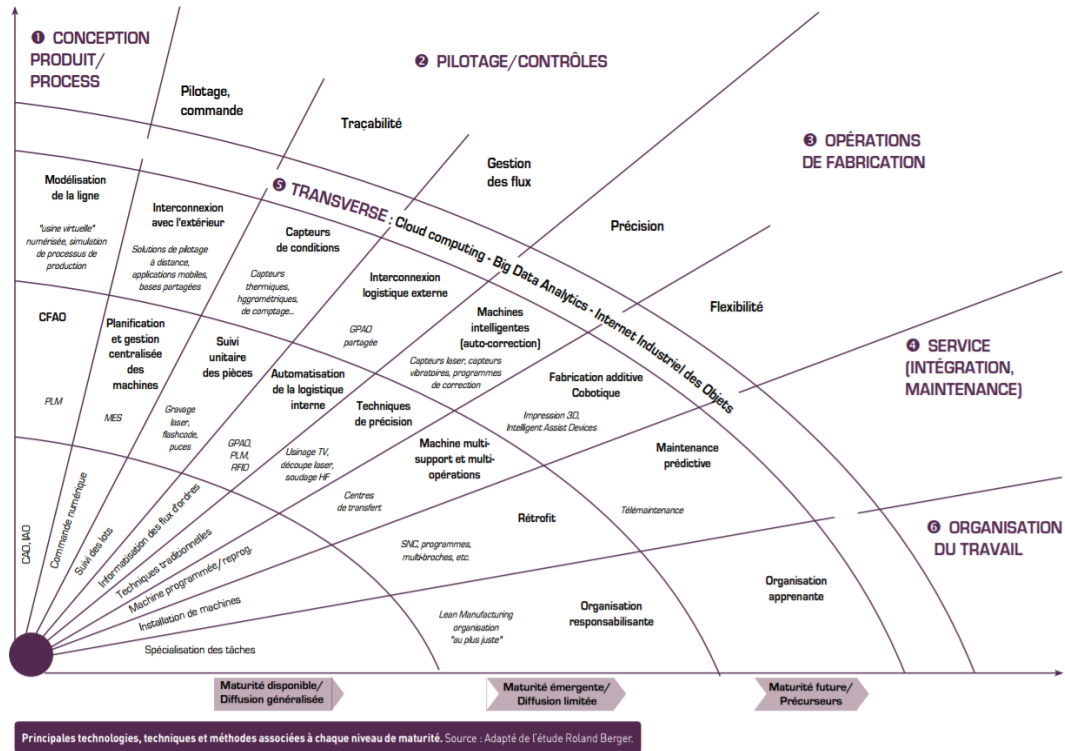 ❶ CONCEPTION
PRODUIT/
PROCESS
❷ PILOTAGE/CONTRÔLES
Pilotage,
commande
Traçabilité
Gestion
des flux
❸ OPÉRATIONS
DE FABRICATION
Précision
Flexibilité
❹ SERVICE
(INTÉGRATION,
MAINTENANCE)
❺ TRANSVERSE : Cloud computing - Big Data Analytics - Internet Industriel des Objets
❻ ORGANISATION
DU TRAVAIL
Modélisation
de la ligne
"usine virtuelle"
numérisée, simulation
de processus de
production
Interconnexion
avec l'extérieur
Solutions de pilotage
à distance,
applications mobiles,
bases partagées
Capteurs
de conditions
Capteurs
thermiques,
hggrométriques,
de comptage...
Interconnexion
logistique externe
GPAO
partagée
Machines
intelligentes
(auto-correction)
Capteurs laser, capteurs
vibratoires, programmes
de correction
Fabrication additive
Cobotique
Impression 3D,
Intelligent Assist Devices
Maintenance
prédictive
Télémaintenance
Organisation
apprenante
CFAO
PLM
Planification
et gestion
centralisée
des
machines
MES
Suivi
unitaire
des pièces
Gravage
laser,
flashcode,
puces
Automatisation
de la logistique
interne
GPAO,
PLM,
RFID
Techniques
de précision
Usinage TV,
découpe laser,
soudage HF
Machine multi-
support et multi-
opérations
Centres
de transfert
Rétrofit
SNC, programmes,
multi-broches, etc.
Organisation
responsabilisante
Lean Manufacturing
organisation
"au plus juste"
CAO, IAO
Commande numérique
Suivi des lots
Informatisation des flux d'ordres
Techniques traditionnelles
Machine programmée/reprog.
Installation de machines
Spécialisation des tâches
Maturité disponible/
Diffusion généralisée
Maturité émergente/
Diffusion limitée
Maturité future/
Précurseurs
Principales technologies, techniques et méthodes associées à chaque niveau de maturité. Source : Adapté de l'étude Roland Berger.